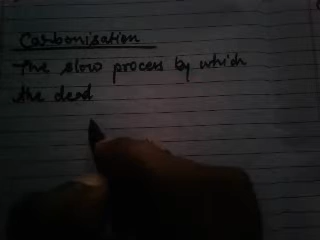 Carbonisation
The slow process by which
the dead